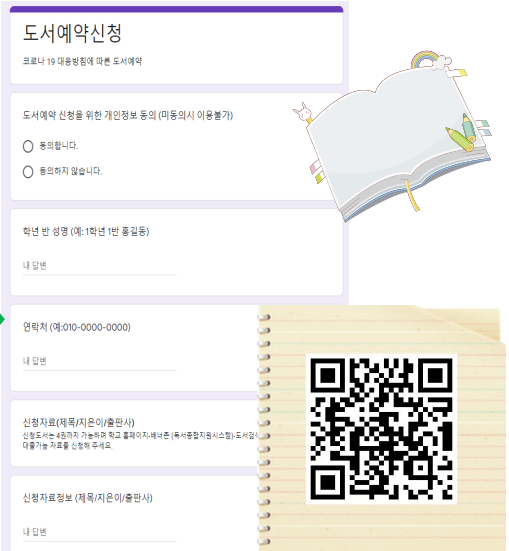 도서예약신청
코로나 19 대응방침에 따른 도서예약
도서예약 신청을 위한 개인정보 동의 (미동의시 이용불가)
동의합니다.
동의하지 않습니다.
학년 반 성명 (예: 1학년 1반 홍길동)
내 답변
연락처 (예:010-0000-0000)
내 답변
신청자료(제목/지은이/출판사)
신청도서는 4권까지 가능하며 학교 홈페이지-배너존 (독서종합지원시스템)-도서검색
대출가능 자료를 신청해 주세요.
신청자료정보 (제목/지은이/출판사)
내 답변